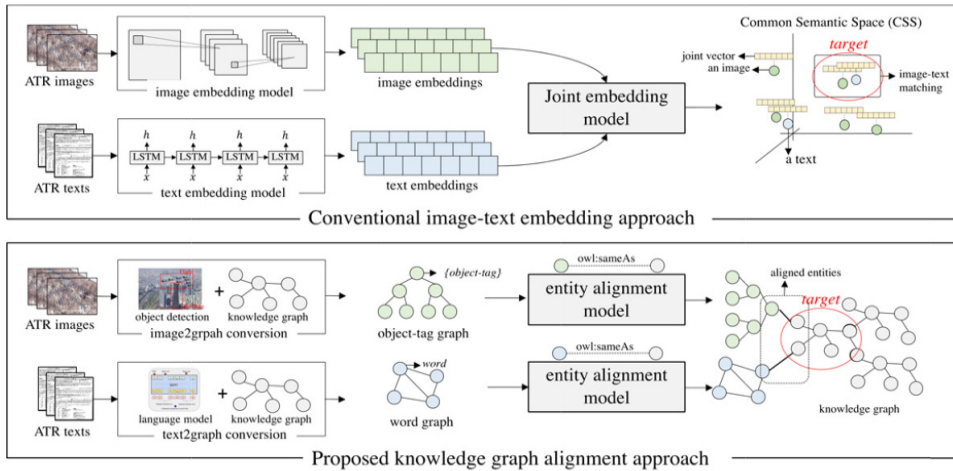 Common Semantic Space (CSS)
target
joint vector
an image
image-text
matching
a text
ATR images
image embedding model
image embeddings
Joint embedding
model
h h h h
LSTM LSTM LSTM LSTM
x x x x
ATR texts
text embedding model
text embeddings
Conventional image-text embedding approach
ATR images
+
object detection knowledge graph
image2grpah conversion
{object-tag}
object-tag graph
owl:sameAs
entity alignment
model
aligned entities
target
ATR texts
+
language model knowledge graph
text2graph conversion
word
word graph
owl:sameAs
entity alignment
model
knowledge graph
Proposed knowledge graph alignment approach